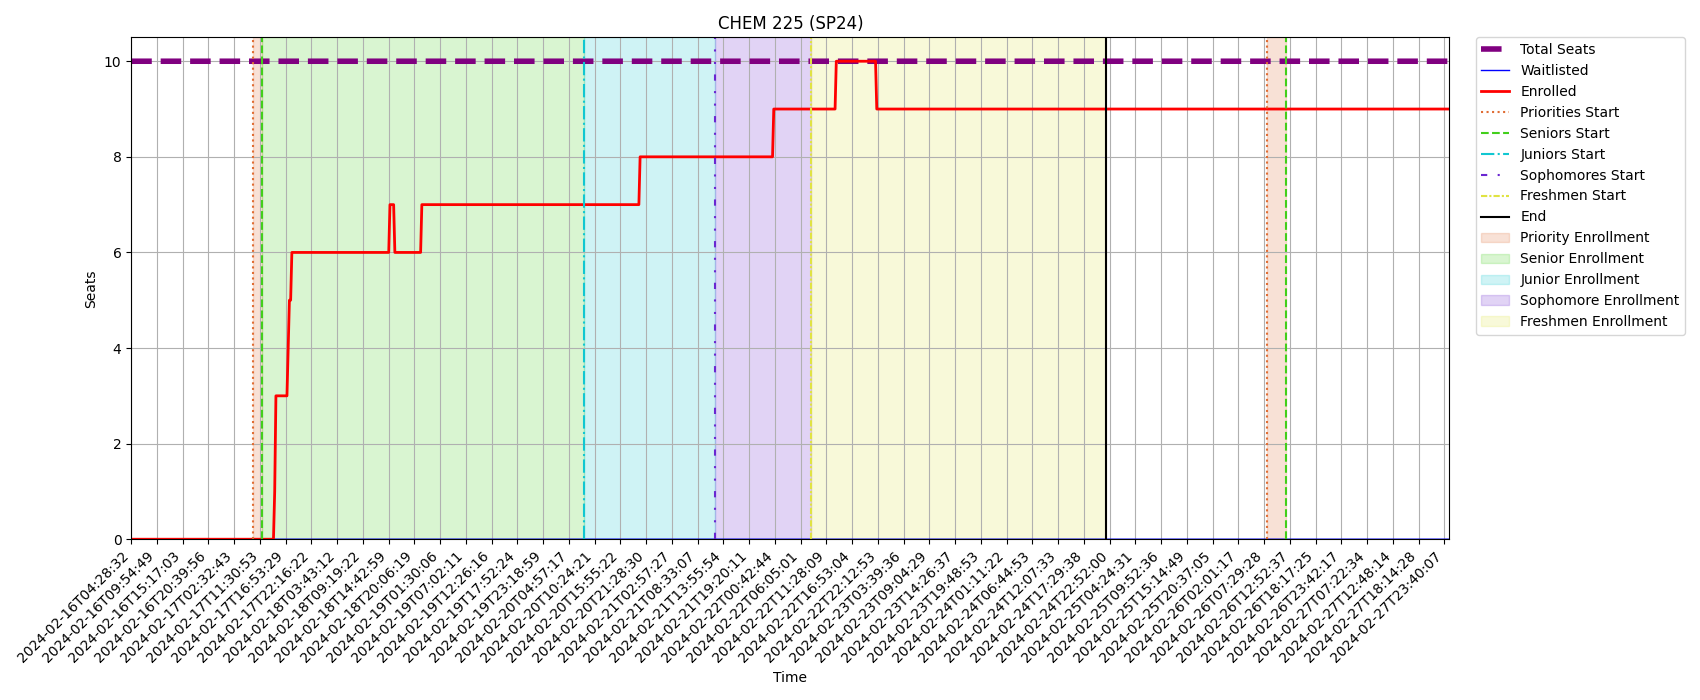 CHEM 225 (SP24)
Total Seats
Waitlisted
Enrolled
Priorities Start
Seniors Start
Juniors Start
Sophomores Start
Freshmen Start
End
Priority Enrollment
Senior Enrollment
Junior Enrollment
Sophomore Enrollment
Freshmen Enrollment
Seats
10
8
6
4
2
0
2024-02-16T04:28:32
2024-02-16T09:54:49
2024-02-16T15:17:03
2024-02-16T20:39:56
2024-02-17T02:32:43
2024-02-17T11:30:53
2024-02-17T16:53:29
2024-02-17T22:16:22
2024-02-18T03:43:12
2024-02-18T09:19:22
2024-02-18T14:42:59
2024-02-18T20:06:19
2024-02-19T01:30:06
2024-02-19T07:02:11
2024-02-19T12:26:16
2024-02-19T17:52:24
2024-02-19T23:18:59
2024-02-20T04:57:17
2024-02-20T10:24:21
2024-02-20T15:55:22
2024-02-20T21:28:30
2024-02-21T02:57:27
2024-02-21T08:33:07
2024-02-21T13:55:54
2024-02-21T19:20:11
2024-02-22T00:42:44
2024-02-22T06:05:01
2024-02-22T11:28:09
2024-02-22T16:53:04
2024-02-22T22:12:53
2024-02-23T03:39:36
2024-02-23T09:04:29
2024-02-23T14:26:37
2024-02-23T19:48:53
2024-02-24T01:11:22
2024-02-24T06:44:53
2024-02-24T12:07:33
2024-02-24T17:29:38
2024-02-24T22:52:00
2024-02-25T04:24:31
2024-02-25T09:52:36
2024-02-25T15:14:49
2024-02-25T20:37:05
2024-02-26T02:01:17
2024-02-26T07:29:28
2024-02-26T12:52:37
2024-02-26T18:17:25
2024-02-26T23:42:17
2024-02-27T07:22:34
2024-02-27T12:48:14
2024-02-27T18:14:28
2024-02-27T23:40:07
Time